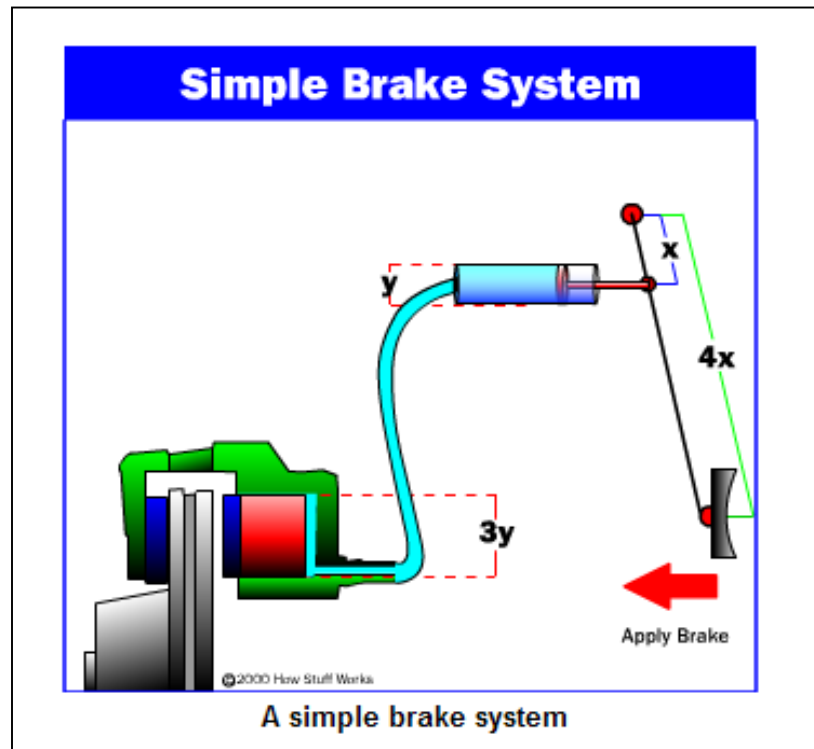 Simple Brake System
x
y
4x
3y
Apply Brake
©2000 How Stuff Works
A simple brake system